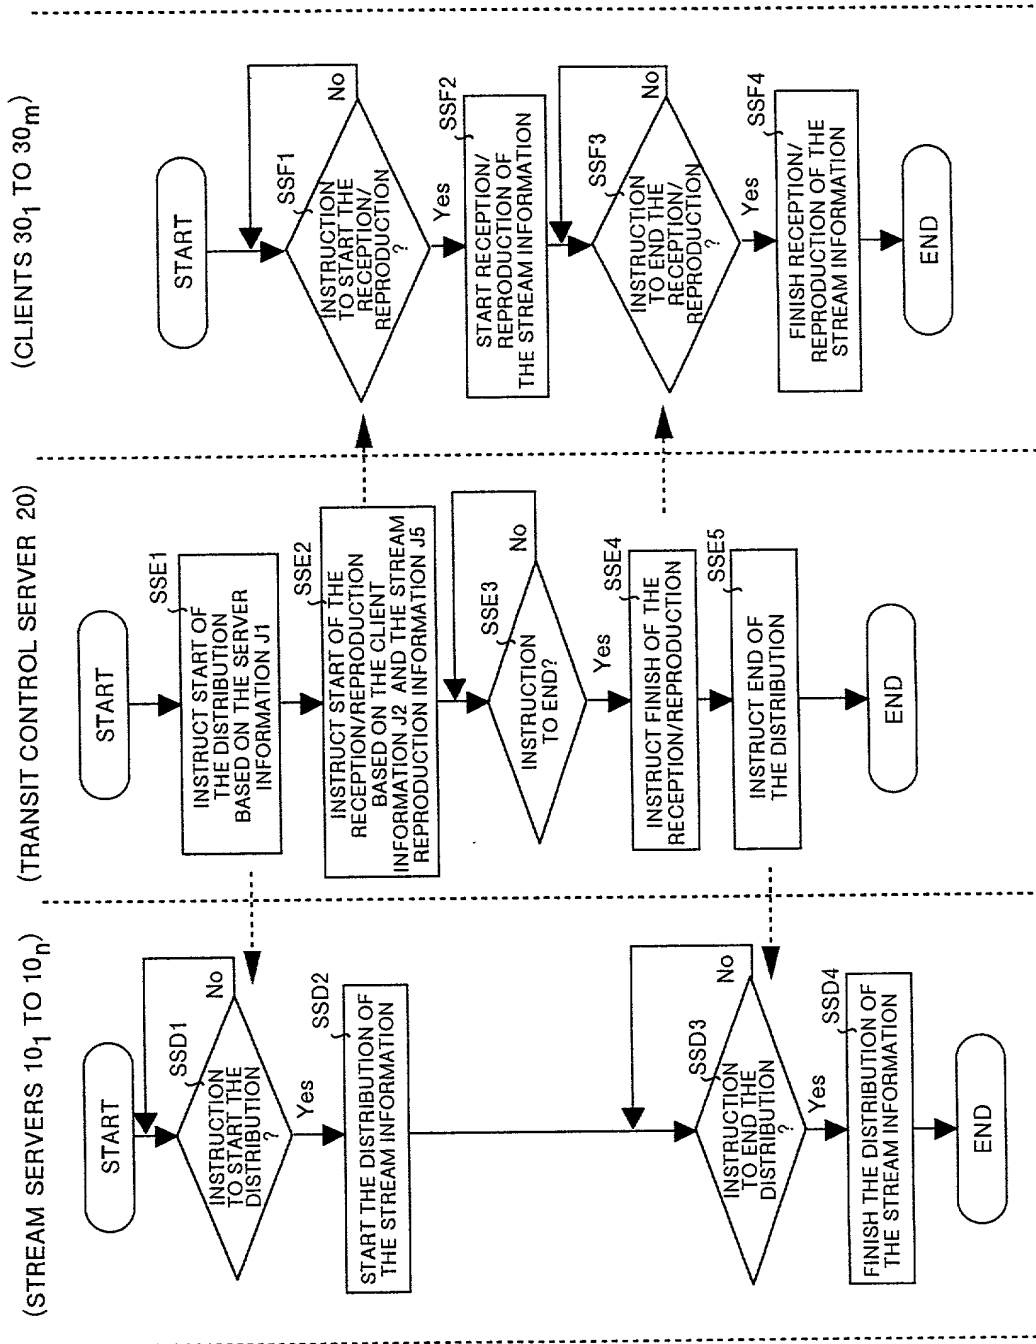 (STREAM SERVERS 10₁ TO 10ₙ)
START
SSD1
INSTRUCTION
TO START THE
DISTRIBUTION
?
No
Yes
SSD2
START THE DISTRIBUTION OF
THE STREAM INFORMATION
SSD3
INSTRUCTION
TO END THE
DISTRIBUTION
?
No
Yes
SSD4
FINISH THE DISTRIBUTION OF
THE STREAM INFORMATION
END
(TRANSIT CONTROL SERVER 20)
START
SSE1
INSTRUCT START OF
THE DISTRIBUTION
BASED ON THE SERVER
INFORMATION J1
SSE2
INSTRUCT START OF THE
RECEPTION/REPRODUCTION
BASED ON THE CLIENT
INFORMATION J2 AND THE STREAM
REPRODUCTION INFORMATION J5
SSE3
INSTRUCTION
TO END?
No
Yes
SSE4
INSTRUCT FINISH OF THE
RECEPTION/REPRODUCTION
SSE5
INSTRUCT END OF
THE DISTRIBUTION
END
(CLIENTS 30₁ TO 30ₘ)
START
SSF1
INSTRUCTION
TO START THE
RECEPTION/
REPRODUCTION
?
No
Yes
SSF2
START RECEPTION/
REPRODUCTION OF
THE STREAM INFORMATION
SSF3
INSTRUCTION
TO END THE
RECEPTION/
REPRODUCTION
?
No
Yes
SSF4
FINISH RECEPTION/
REPRODUCTION OF THE
STREAM INFORMATION
END